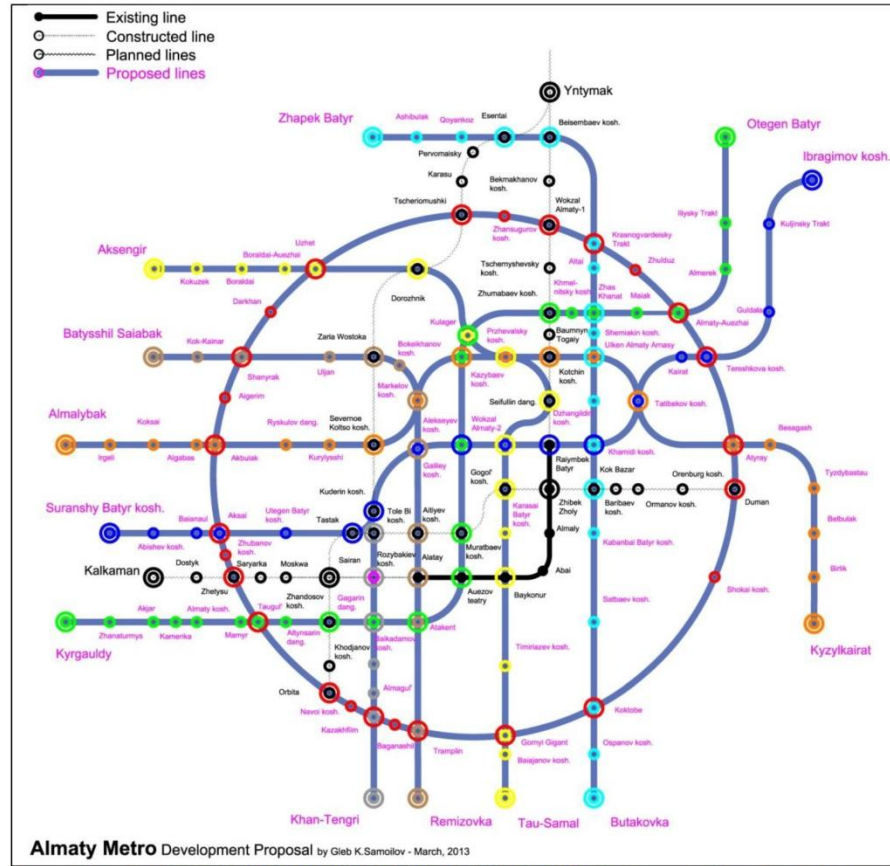 Existing line
Constructed line
Planned lines
Proposed lines
Yntymak
Zhapek Batyr
Ashibulak
Qoyankoz
Esentai
Beisembaev kosh.
Otegen Batyr
Ibragimov kosh.
Pervomaisky
Karasu
Bekmakhanov
kosh.
Tscheriomushki
Wokzal
Almaty-1
Zhansugurov
kosh.
Krasnogvardeisky
Trakt
Iliysky Trakt
Kuljinsky Trakt
Aksengir
Uzhet
Boraldai-Auezhai
Kokuzek
Boraldai
Tschernyshevsky
kosh.
Altai
Zhulduz
Almerek
Darkhan
Dorozhnik
Zhumabaev kosh.
Khmel-
nitsky kosh.
Zhas
Khanat
Maiak
Guldala
Almaty-Auezhai
Batysshil Saiabak
Kok-Kainar
Zaria Wostoka
Bokeikhanov
kosh.
Kulager
Przhevalsky
kosh.
Baumnyn
Togaiy
Shemiakin kosh.
Ulken Almaty Arnasy
Shanyrak
Uljan
Markelov
kosh.
Kazybaev
kosh.
Kotchin
kosh.
Kairat
Tereshkova kosh.
Aigerim
Almalybak
Koksai
Ryskulov dang.
Severnoe
Koltso kosh.
Alekseyev
kosh.
Wokzal
Almaty-2
Seifullin dang.
Dzhangildin
kosh.
Tatibekov kosh.
Besagash
Irgeli
Algabas
Akbulak
Kurylysshi
Galiley
kosh.
Gogol'
kosh.
Raiymbek
Batyr
Khamidi kosh.
Atyray
Tyzdybastau
Kuderin kosh.
Kok Bazar
Orenburg kosh.
Suranshy Batyr kosh.
Aksai
Utegen Batyr
kosh.
Baianaul
Tastak
Tole Bi
kosh.
Aitiyev
kosh.
Karasai
Batyr
kosh.
Zhibek
Zholy
Baribaev
kosh.
Ormanov kosh.
Duman
Abishev kosh.
Zhubanov
kosh.
Sairan
Rozybakiev
kosh.
Muratbaev
kosh.
Almaly
Kabanbai Batyr kosh.
Belbulak
Kalkaman
Dostyk
Saryarka
Moskwa
Alatay
Abai
Zhetysu
Zhandosov
kosh.
Gagarin
dang.
Auezov
teatry
Baykonur
Shokai kosh.
Birlik
Akjar
Almaty kosh.
Taugul'
Satbaev kosh.
Kyrgauldy
Zhanaturmys
Kamenka
Mamyr
Altynsarin
dang.
Baikadamov
kosh.
Atakent
Kyzylkairat
Khodjanov
kosh.
Timiriazev kosh.
Orbita
Almagul'
Navoi kosh.
Kazakhfilm
Koktobe
Baganashil
Tramplin
Gornyi Gigant
Baiajanov kosh.
Ospanov kosh.
Khan-Tengri
Remizovka
Tau-Samal
Butakovka
Almaty Metro Development Proposal by Gleb K.Samoilov - March, 2013